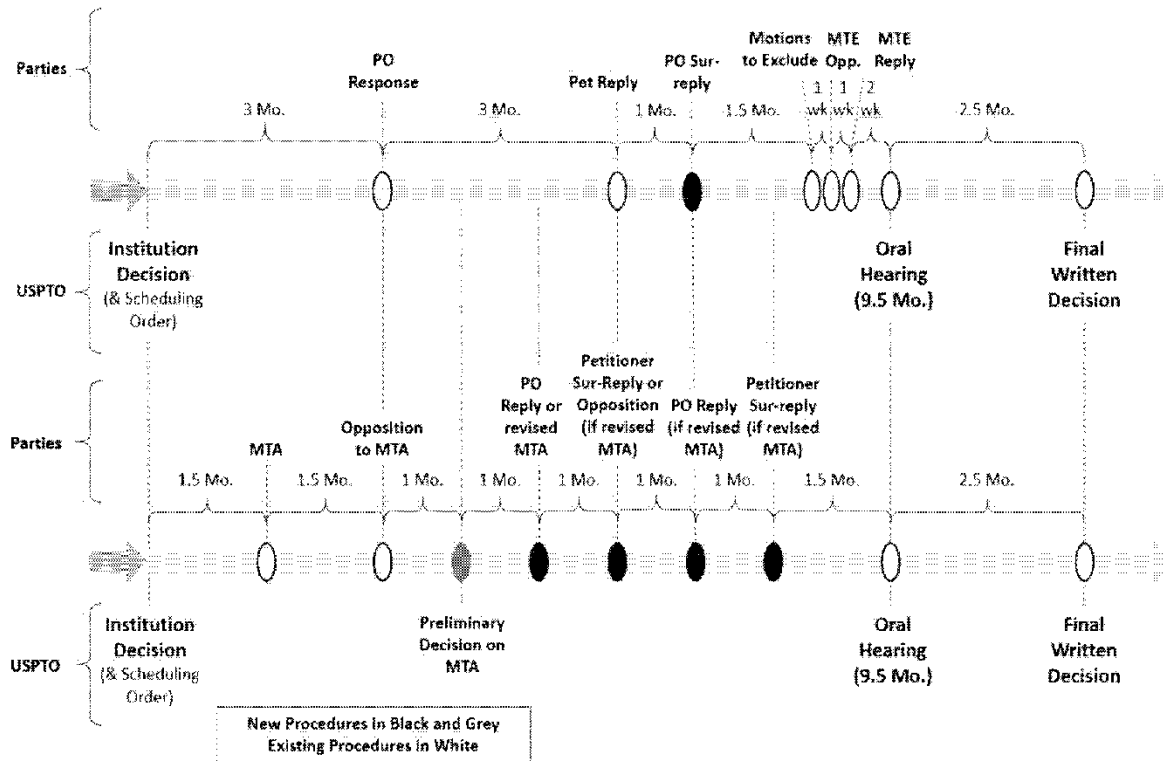 Parties
PO
Response
Pet Reply
PO Sur-
reply
Motions
to Exclude
MTE
Opp.
MTE
Reply
3 Mo.
3 Mo.
1 Mo.
1.5 Mo.
1
wk
1
wk
2
wk
2.5 Mo.
USPTO
Institution
Decision
(& Scheduling
Order)
Oral
Hearing
(9.5 Mo.)
Final
Written
Decision
Parties
MTA
Opposition
to MTA
PO
Reply or
revised
MTA
Petitioner
Sur-Reply or
Opposition
(if revised
MTA)
PO Reply
(if revised
MTA)
Petitioner
Sur-reply
(if revised
MTA)
1.5 Mo.
1.5 Mo.
1 Mo.
1 Mo.
1 Mo.
1 Mo.
1 Mo.
1.5 Mo.
2.5 Mo.
USPTO
Institution
Decision
(& Scheduling
Order)
Preliminary
Decision on
MTA
Oral
Hearing
(9.5 Mo.)
Final
Written
Decision
New Procedures in Black and Grey
Existing Procedures in White